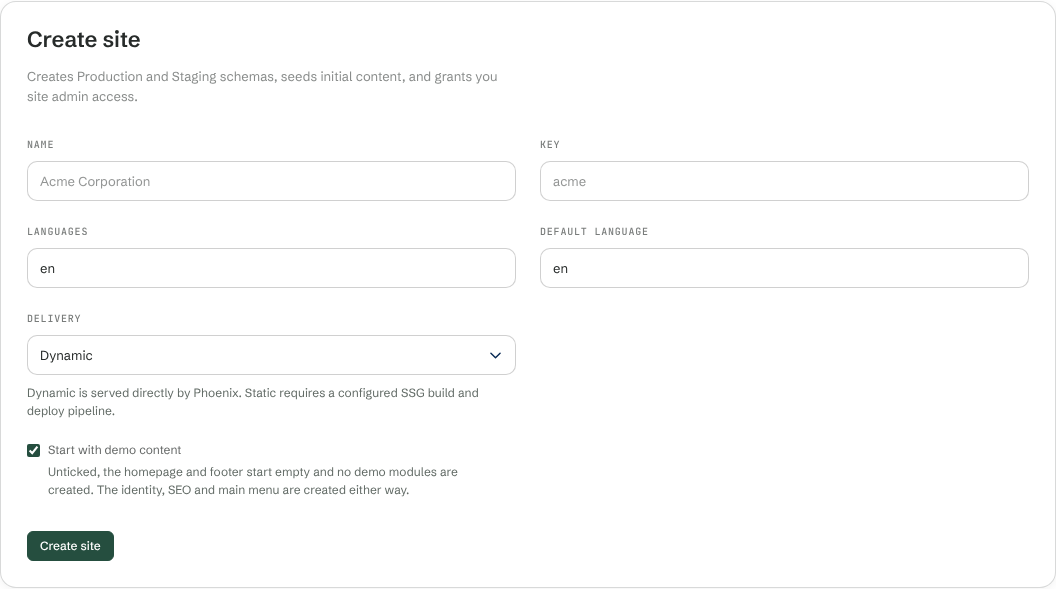 Create site
Creates Production and Staging schemas, seeds initial content, and grants you
site admin access.
NAME
KEY
Acme Corporation
acme
LANGUAGES
DEFAULT LANGUAGE
en
en
DELIVERY
Dynamic
Dynamic is served directly by Phoenix. Static requires a configured SSG build and
deploy pipeline.
Start with demo content
Unticked, the homepage and footer start empty and no demo modules are
created. The identity, SEO and main menu are created either way.
Create site